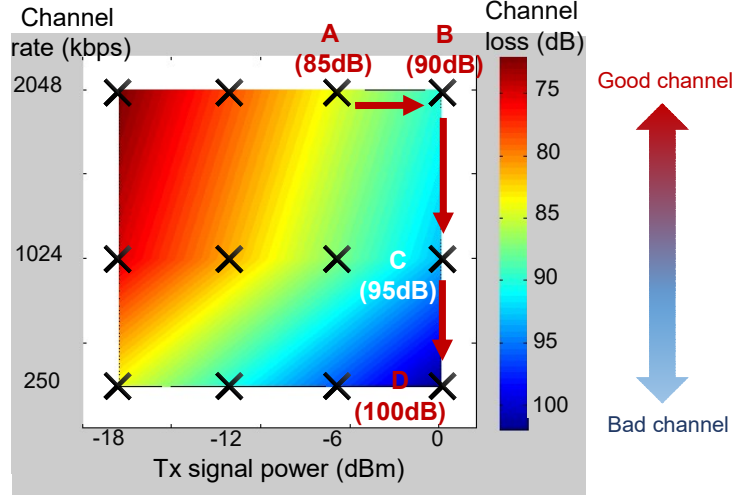 Channel
rate (kbps)
Channel
loss (dB)
A
(85dB)
B
(90dB)
2048
1024
250
C
(95dB)
D
(100dB)
-18
-12
-6
0
Tx signal power (dBm)
75
80
85
90
95
100
Good channel
Bad channel